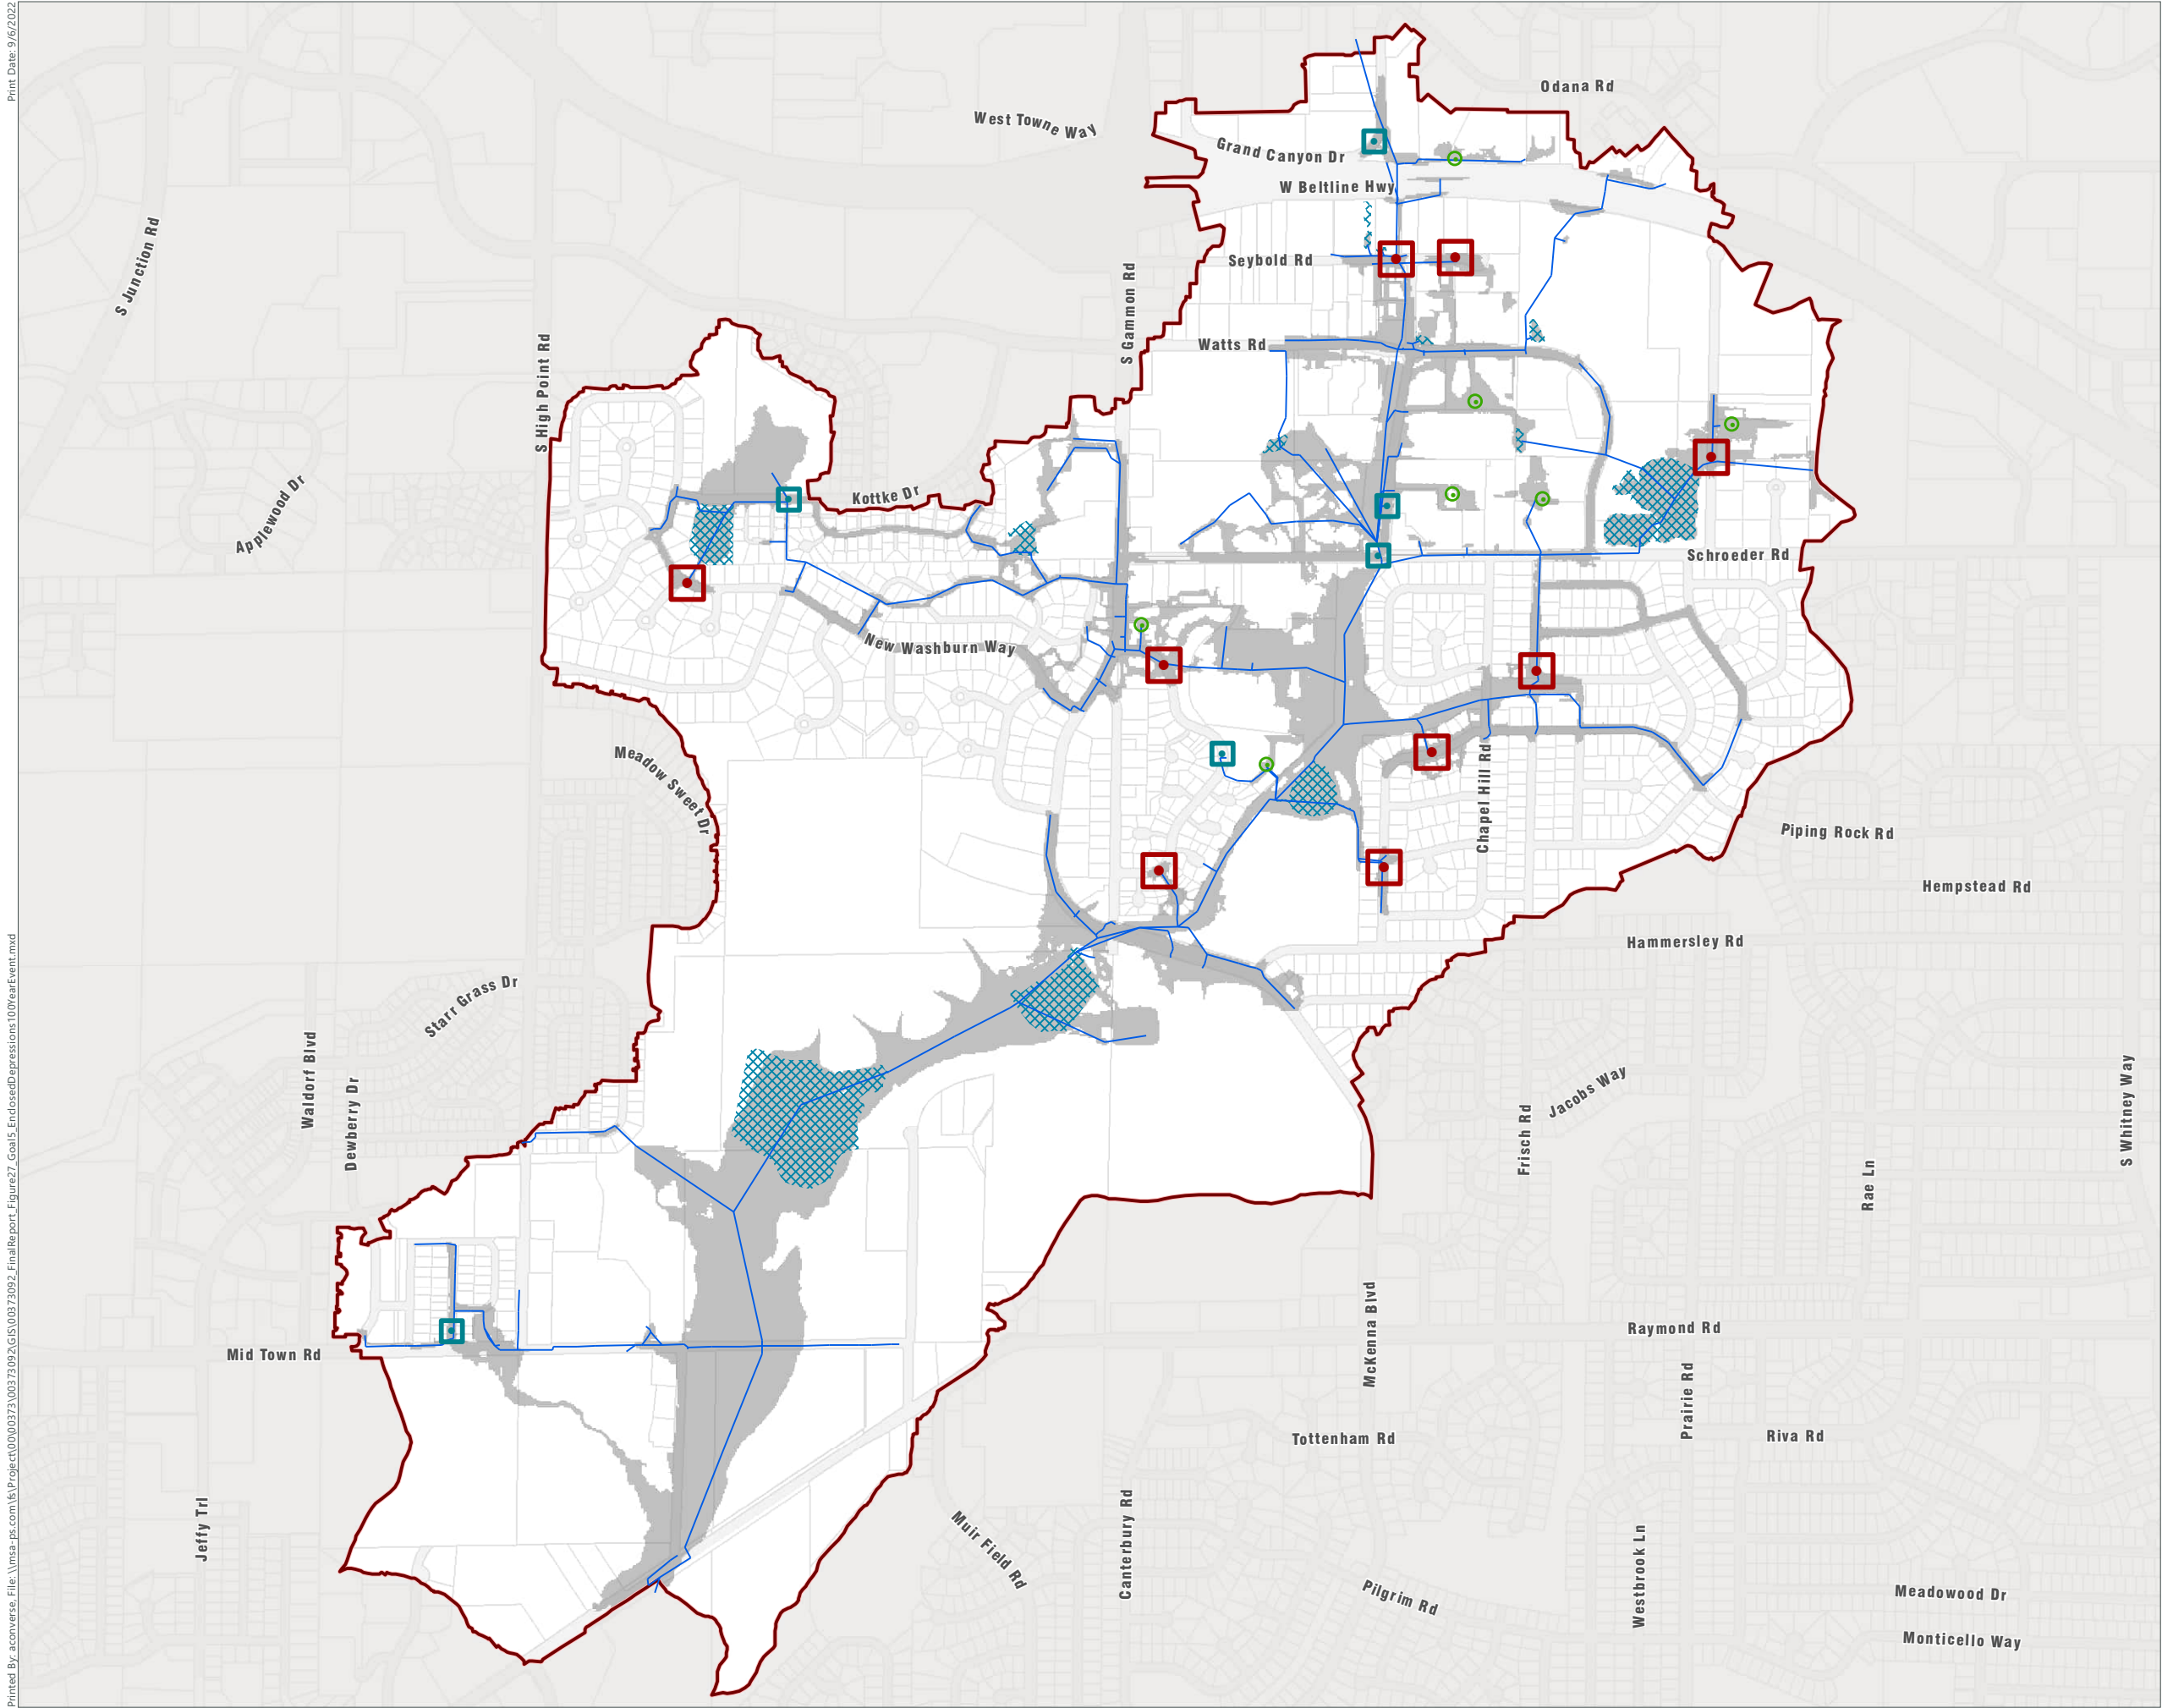 Print Date: 9/6/2022
Odana Rd
West Towne Way
Grand Canyon Dr
W Beltline Hwy
S Junction Rd
Seybold Rd
S Gammon Rd
Watts Rd
S High Point Rd
Kottke Dr
Applewood Dr
Schroeder Rd
New Washburn Way
Meadow Sweet Dr
Chapel Hill Rd
Piping Rock Rd
Hempstead Rd
Hammersley Rd
Starr Grass Dr
Waldorf Blvd
Dewberry Dr
Jacobs Way
Frisch Rd
S Whitney Way
Rae Ln
McKenna Blvd
Raymond Rd
Mid Town Rd
Prairie Rd
Tottenham Rd
Riva Rd
Jeffy Trl
Muir Field Rd
Canterbury Rd
Pilgrim Rd
Westbrook Ln
Meadowood Dr
Monticello Way
Printed By: aconverse, File: \\msa-ps.com\fs\Project\00\00373\00373092\GIS\00373092_FinalReport_Figure27_Goal5_EnclosedDepressions100YearEvent.mxd